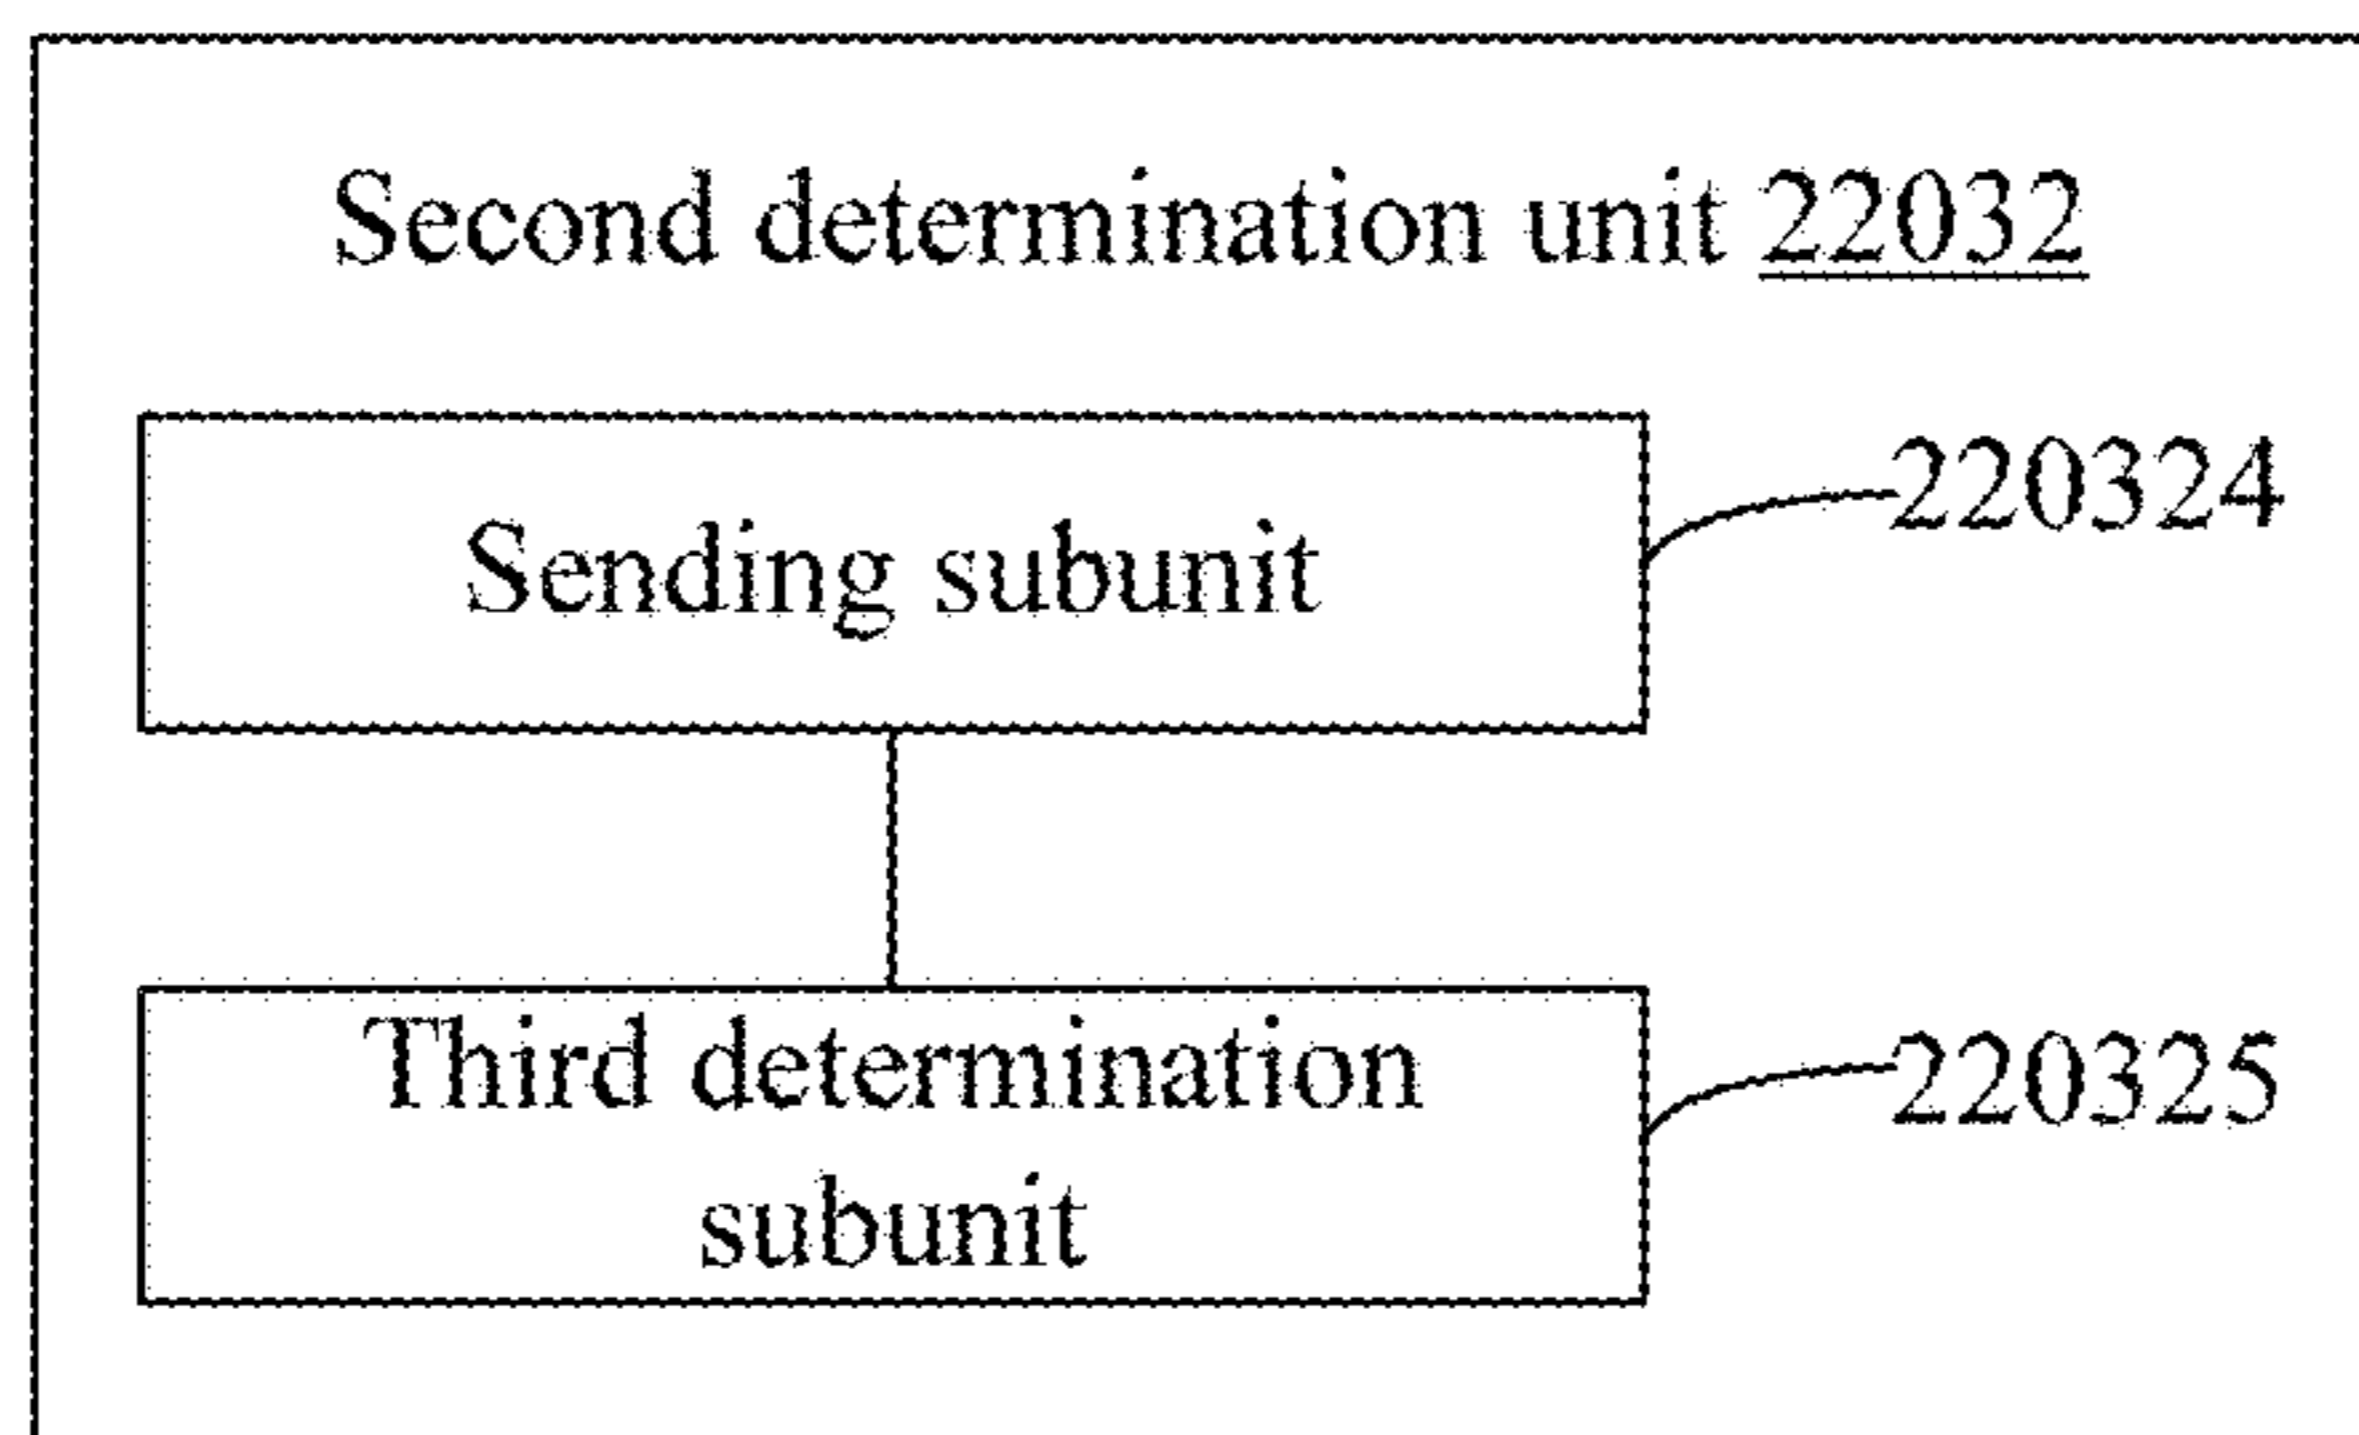 Second determination unit 22032
Sending subunit
220324
Third determination
subunit
220325